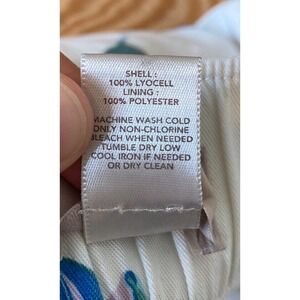 SHELL :
100% LYOCELL
LINING :
100% POLYESTER
MACHINE WASH COLD
ONLY NON-CHLORINE
BLEACH WHEN NEEDED
TUMBLE DRY LOW
COOL IRON IF NEEDED
OR DRY CLEAN